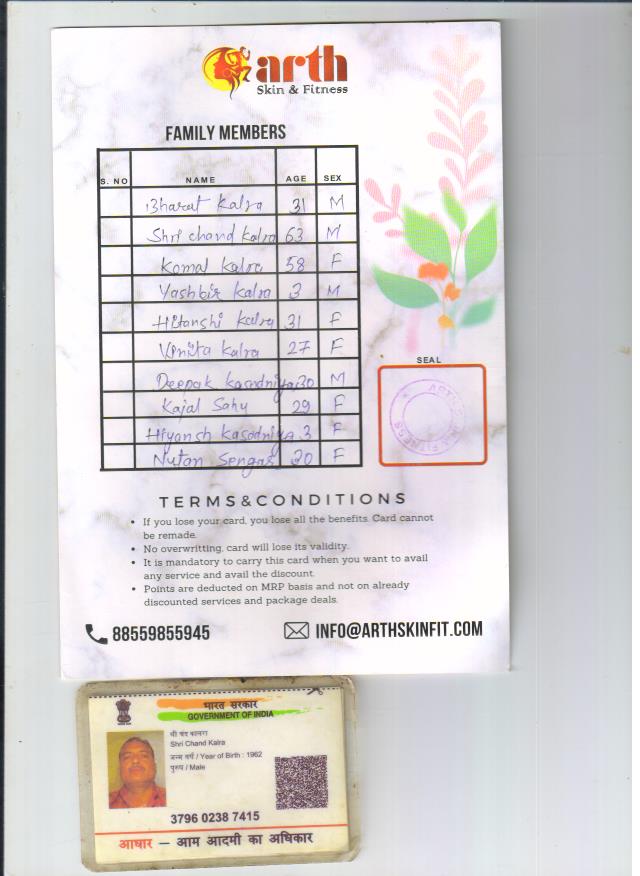 arth
Skin & Fitness
FAMILY MEMBERS
S. NO NAME AGE SEX
Bharat Kalra 31 M
Shri chand Kalra 63 M
Komal Kalra 58 F
Yashbir Kalra 3 M
Hitanshi Kalra 31 F
Vinita Kalra 27 F
Deepak Kasodniya 30 M
Kajal Sahu 29 F
Hiyansh Kasodniya 3 F
Nutan Sengar 30 F
SEAL
TERMS&CONDITIONS
• If you lose your card, you lose all the benefits. Card cannot
be remade.
• No overwritting, card will lose its validity.
• It is mandatory to carry this card when you want to avail
any service and avail the discount.
• Points are deducted on MRP basis and not on already
discounted services and package deals.
88559855945 INFO@ARTHSKINFIT.COM
भारत सरकार
GOVERNMENT OF INDIA
श्री चंद कालरा
Shri Chand Kalra
जन्म वर्ष / Year of Birth : 1962
पुरुष / Male
3796 0238 7415
आधार — आम आदमी का अधिकार